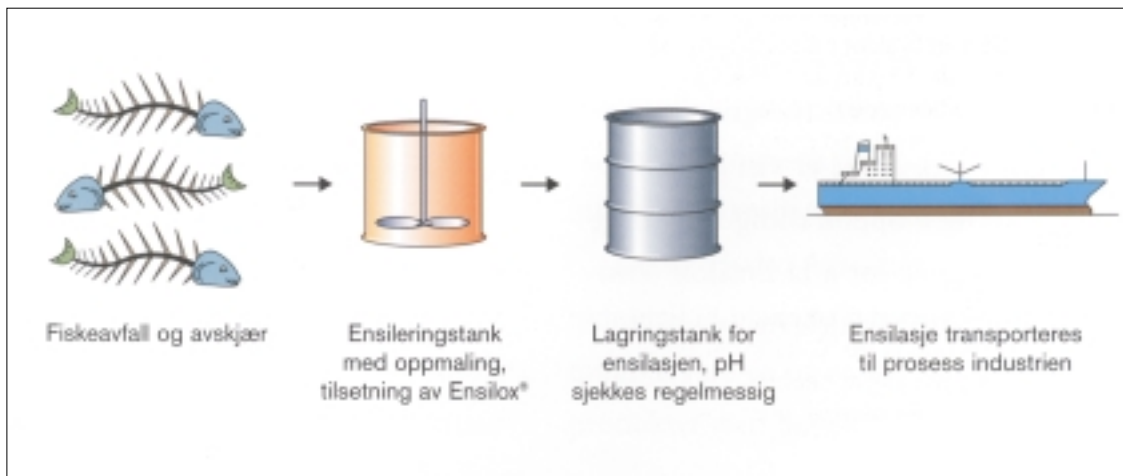 Fiskeavfall og avskjær
Ensileringstank
med oppmaling,
tilsetning av Ensilox®
Lagringstank for
ensilasjen, pH
sjekkes regelmessig
Ensilasje transporteres
til prosess industrien